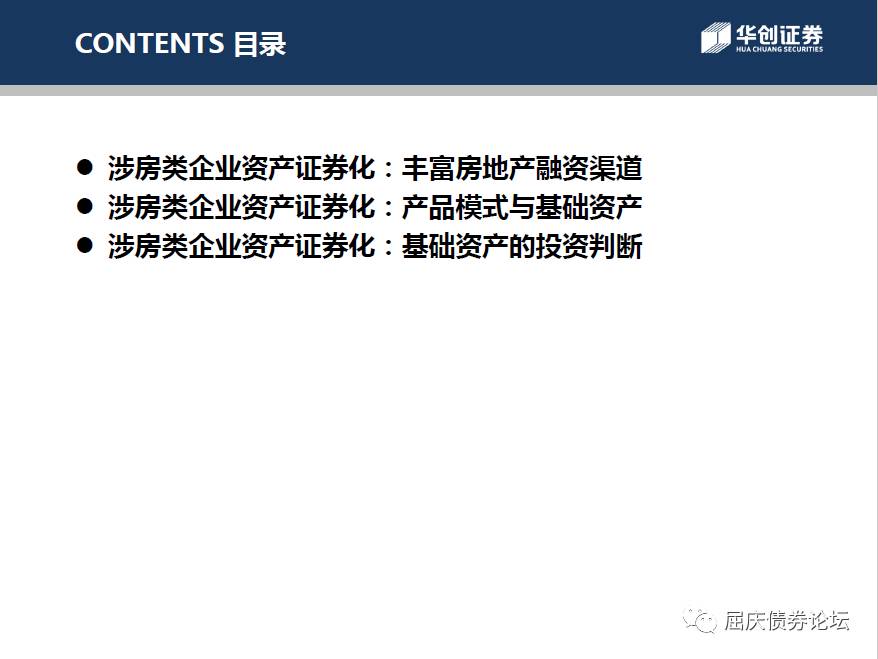 CONTENTS 目录
华创证券
HUA CHUANG SECURITIES
● 涉房类企业资产证券化：丰富房地产融资渠道
● 涉房类企业资产证券化：产品模式与基础资产
● 涉房类企业资产证券化：基础资产的投资判断
屈庆债券论坛